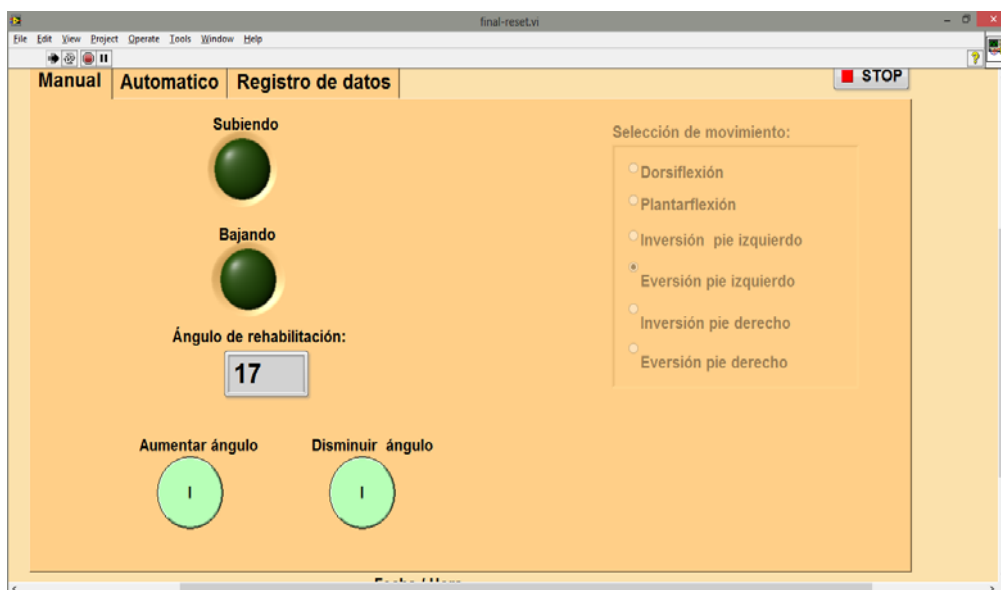 final-reset.vi
File Edit View Project Operate Tools Window Help
Manual Automatico Registro de datos
STOP
Subiendo
Bajando
Ángulo de rehabilitación:
17
Aumentar ángulo Disminuir ángulo
I I
Selección de movimiento:
Dorsiflexión
Plantarflexión
Inversión pie izquierdo
Eversión pie izquierdo
Inversión pie derecho
Eversión pie derecho